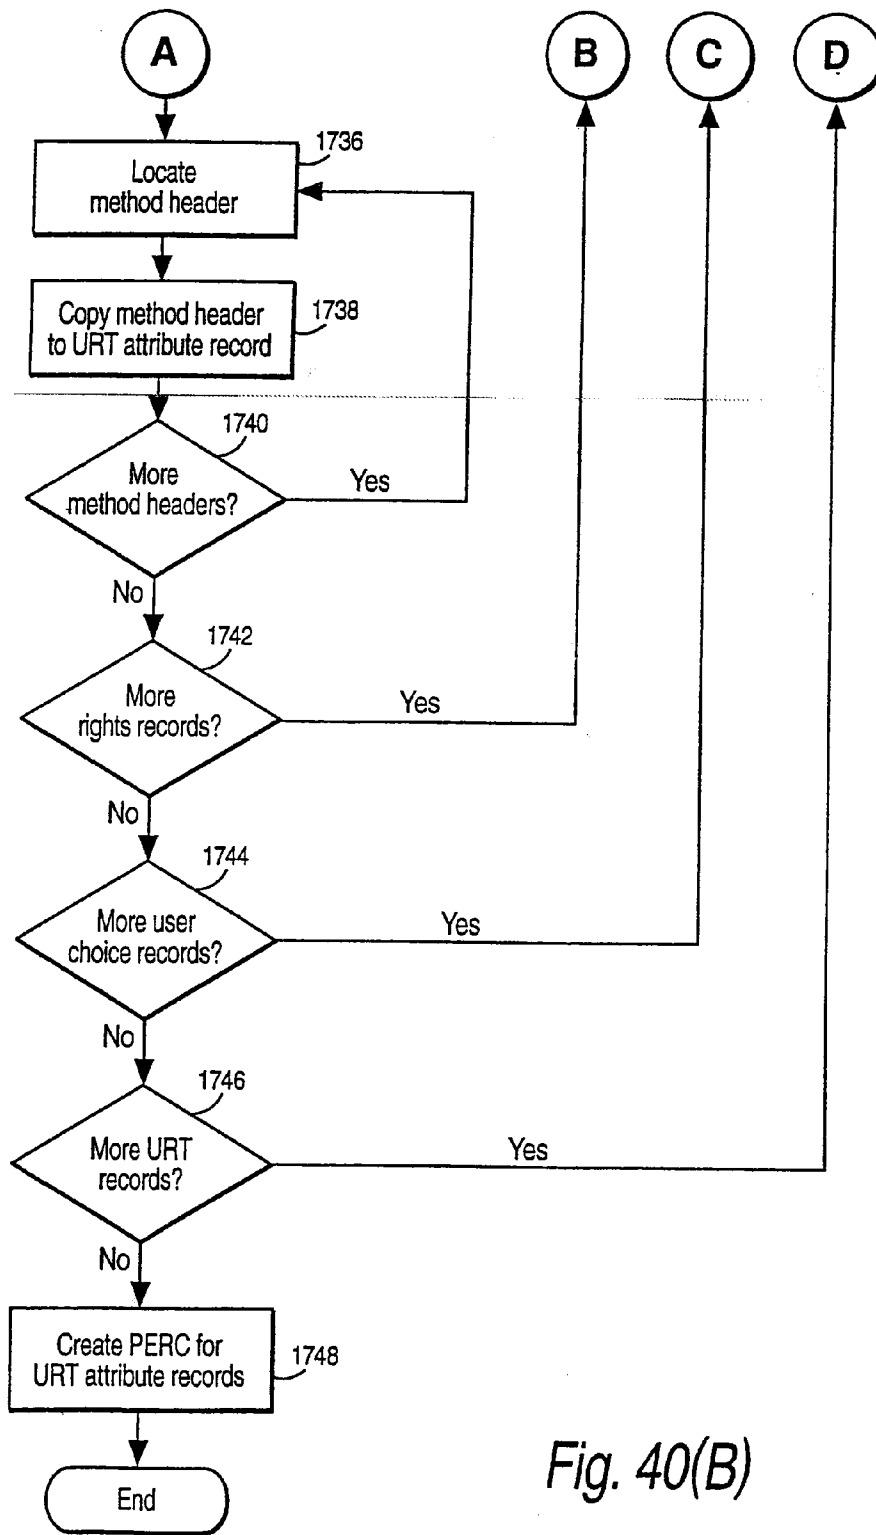 A
B
C
D
1736
Locate
method header
Copy method header
to URT attribute record
1738
1740
More
method headers?
Yes
No
1742
More
rights records?
Yes
No
1744
More user
choice records?
Yes
No
1746
More URT
records?
Yes
No
Create PERC for
URT attribute records
1748
End
Fig. 40(B)